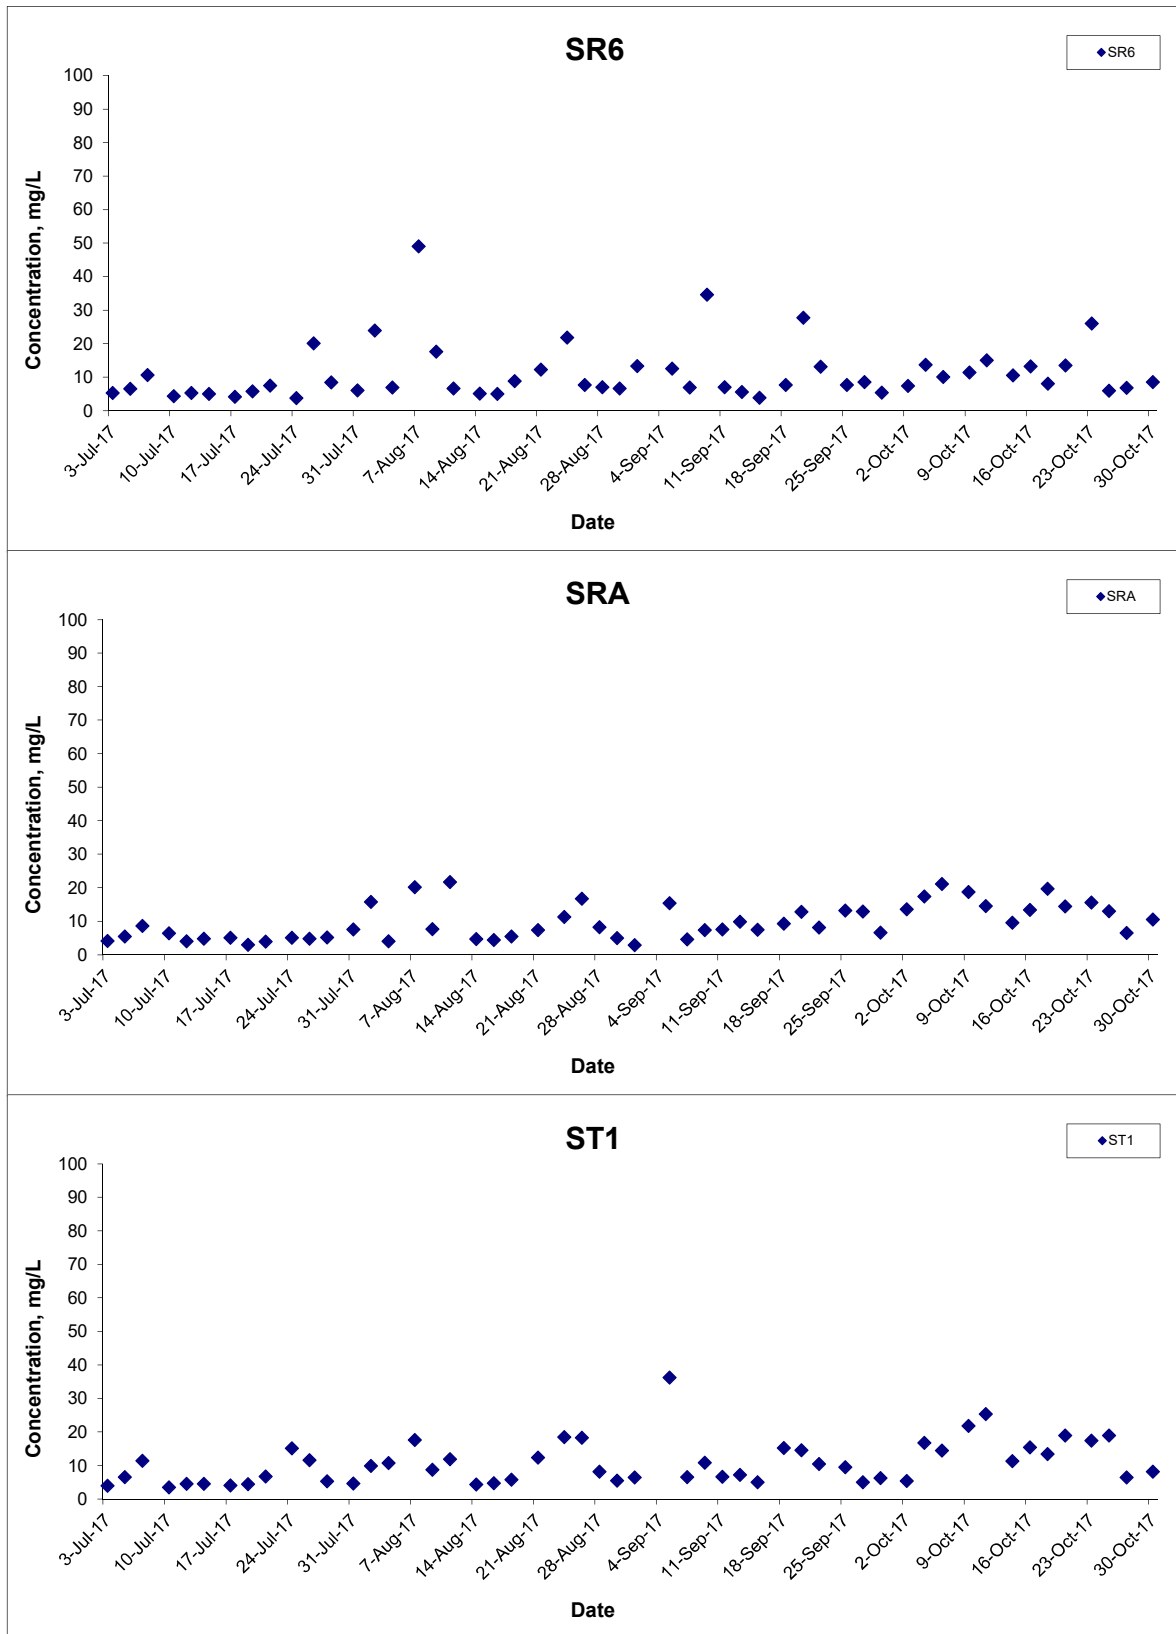 SR6
SR6
100
90
80
70
60
50
40
30
20
10
0
Concentration, mg/L
3-Jul-17
10-Jul-17
17-Jul-17
24-Jul-17
31-Jul-17
7-Aug-17
14-Aug-17
21-Aug-17
28-Aug-17
4-Sep-17
11-Sep-17
18-Sep-17
25-Sep-17
2-Oct-17
9-Oct-17
16-Oct-17
23-Oct-17
30-Oct-17
Date
SRA
SRA
100
90
80
70
60
50
40
30
20
10
0
Concentration, mg/L
3-Jul-17
10-Jul-17
17-Jul-17
24-Jul-17
31-Jul-17
7-Aug-17
14-Aug-17
21-Aug-17
28-Aug-17
4-Sep-17
11-Sep-17
18-Sep-17
25-Sep-17
2-Oct-17
9-Oct-17
16-Oct-17
23-Oct-17
30-Oct-17
Date
ST1
ST1
100
90
80
70
60
50
40
30
20
10
0
Concentration, mg/L
3-Jul-17
10-Jul-17
17-Jul-17
24-Jul-17
31-Jul-17
7-Aug-17
14-Aug-17
21-Aug-17
28-Aug-17
4-Sep-17
11-Sep-17
18-Sep-17
25-Sep-17
2-Oct-17
9-Oct-17
16-Oct-17
23-Oct-17
30-Oct-17
Date